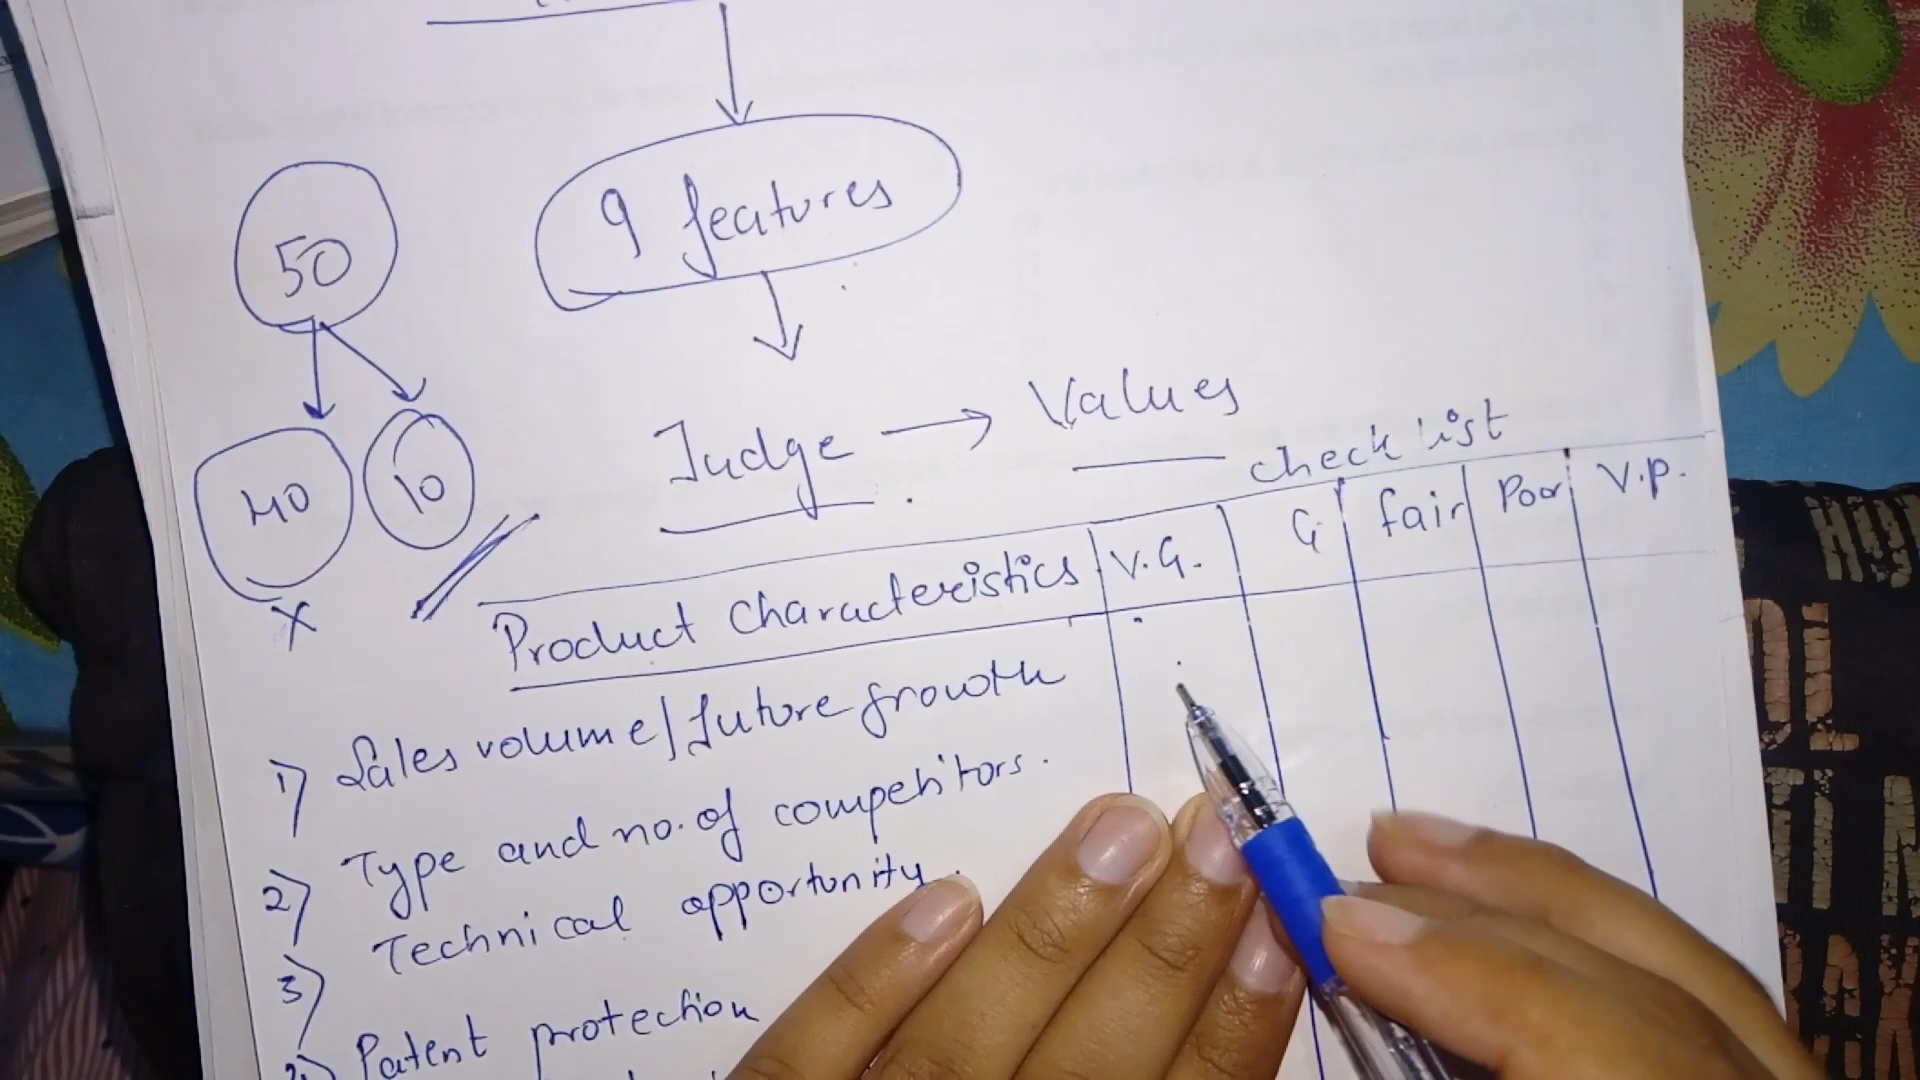 9 features
50
40
10
X
Judge → Values
check list
Product characteristics V.G. G fair Poor V.P.
1) Sales volume/future growth
2) Type and no. of competitors.
3) Technical opportunity.
Patent protection